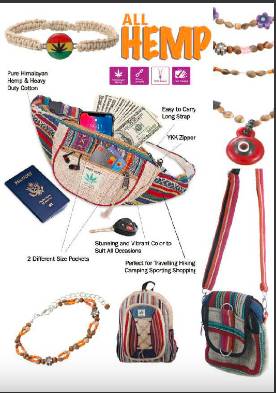 ALL
HEMP
Pure Himalayan
Hemp & Heavy
Duty Cotton
Easy to Carry
Long Strap
YKK Zipper
PASSPORT
Stunning and Vibrant Color to
Suit All Occasions
2 Different Size Pockets
Perfect for Travelling Hiking
Camping Sporting Shopping